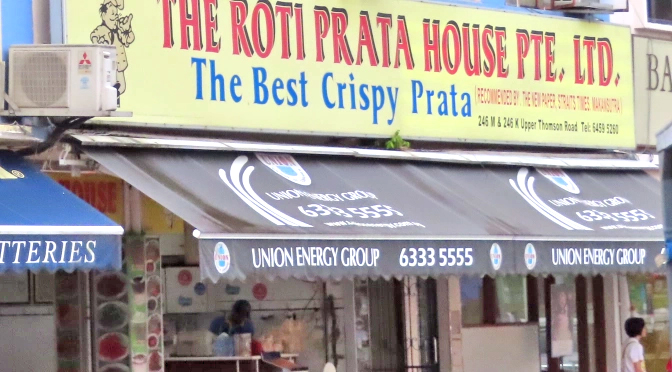 THE ROTI PRATA HOUSE PTE. LTD.
The Best Crispy Prata
(RECOMMENDED BY: THE NEW PAPER, STRAITS TIMES, MAKANSUTRA)
246 M & 246 K Upper Thomson Road Tel: 6459 5260
BA
UNION ENERGY GROUP
6333 5555
UNION ENERGY GROUP
6333 5555
TTERIES
UNION ENERGY GROUP 6333 5555
UNION ENERGY GROUP
HOUSE